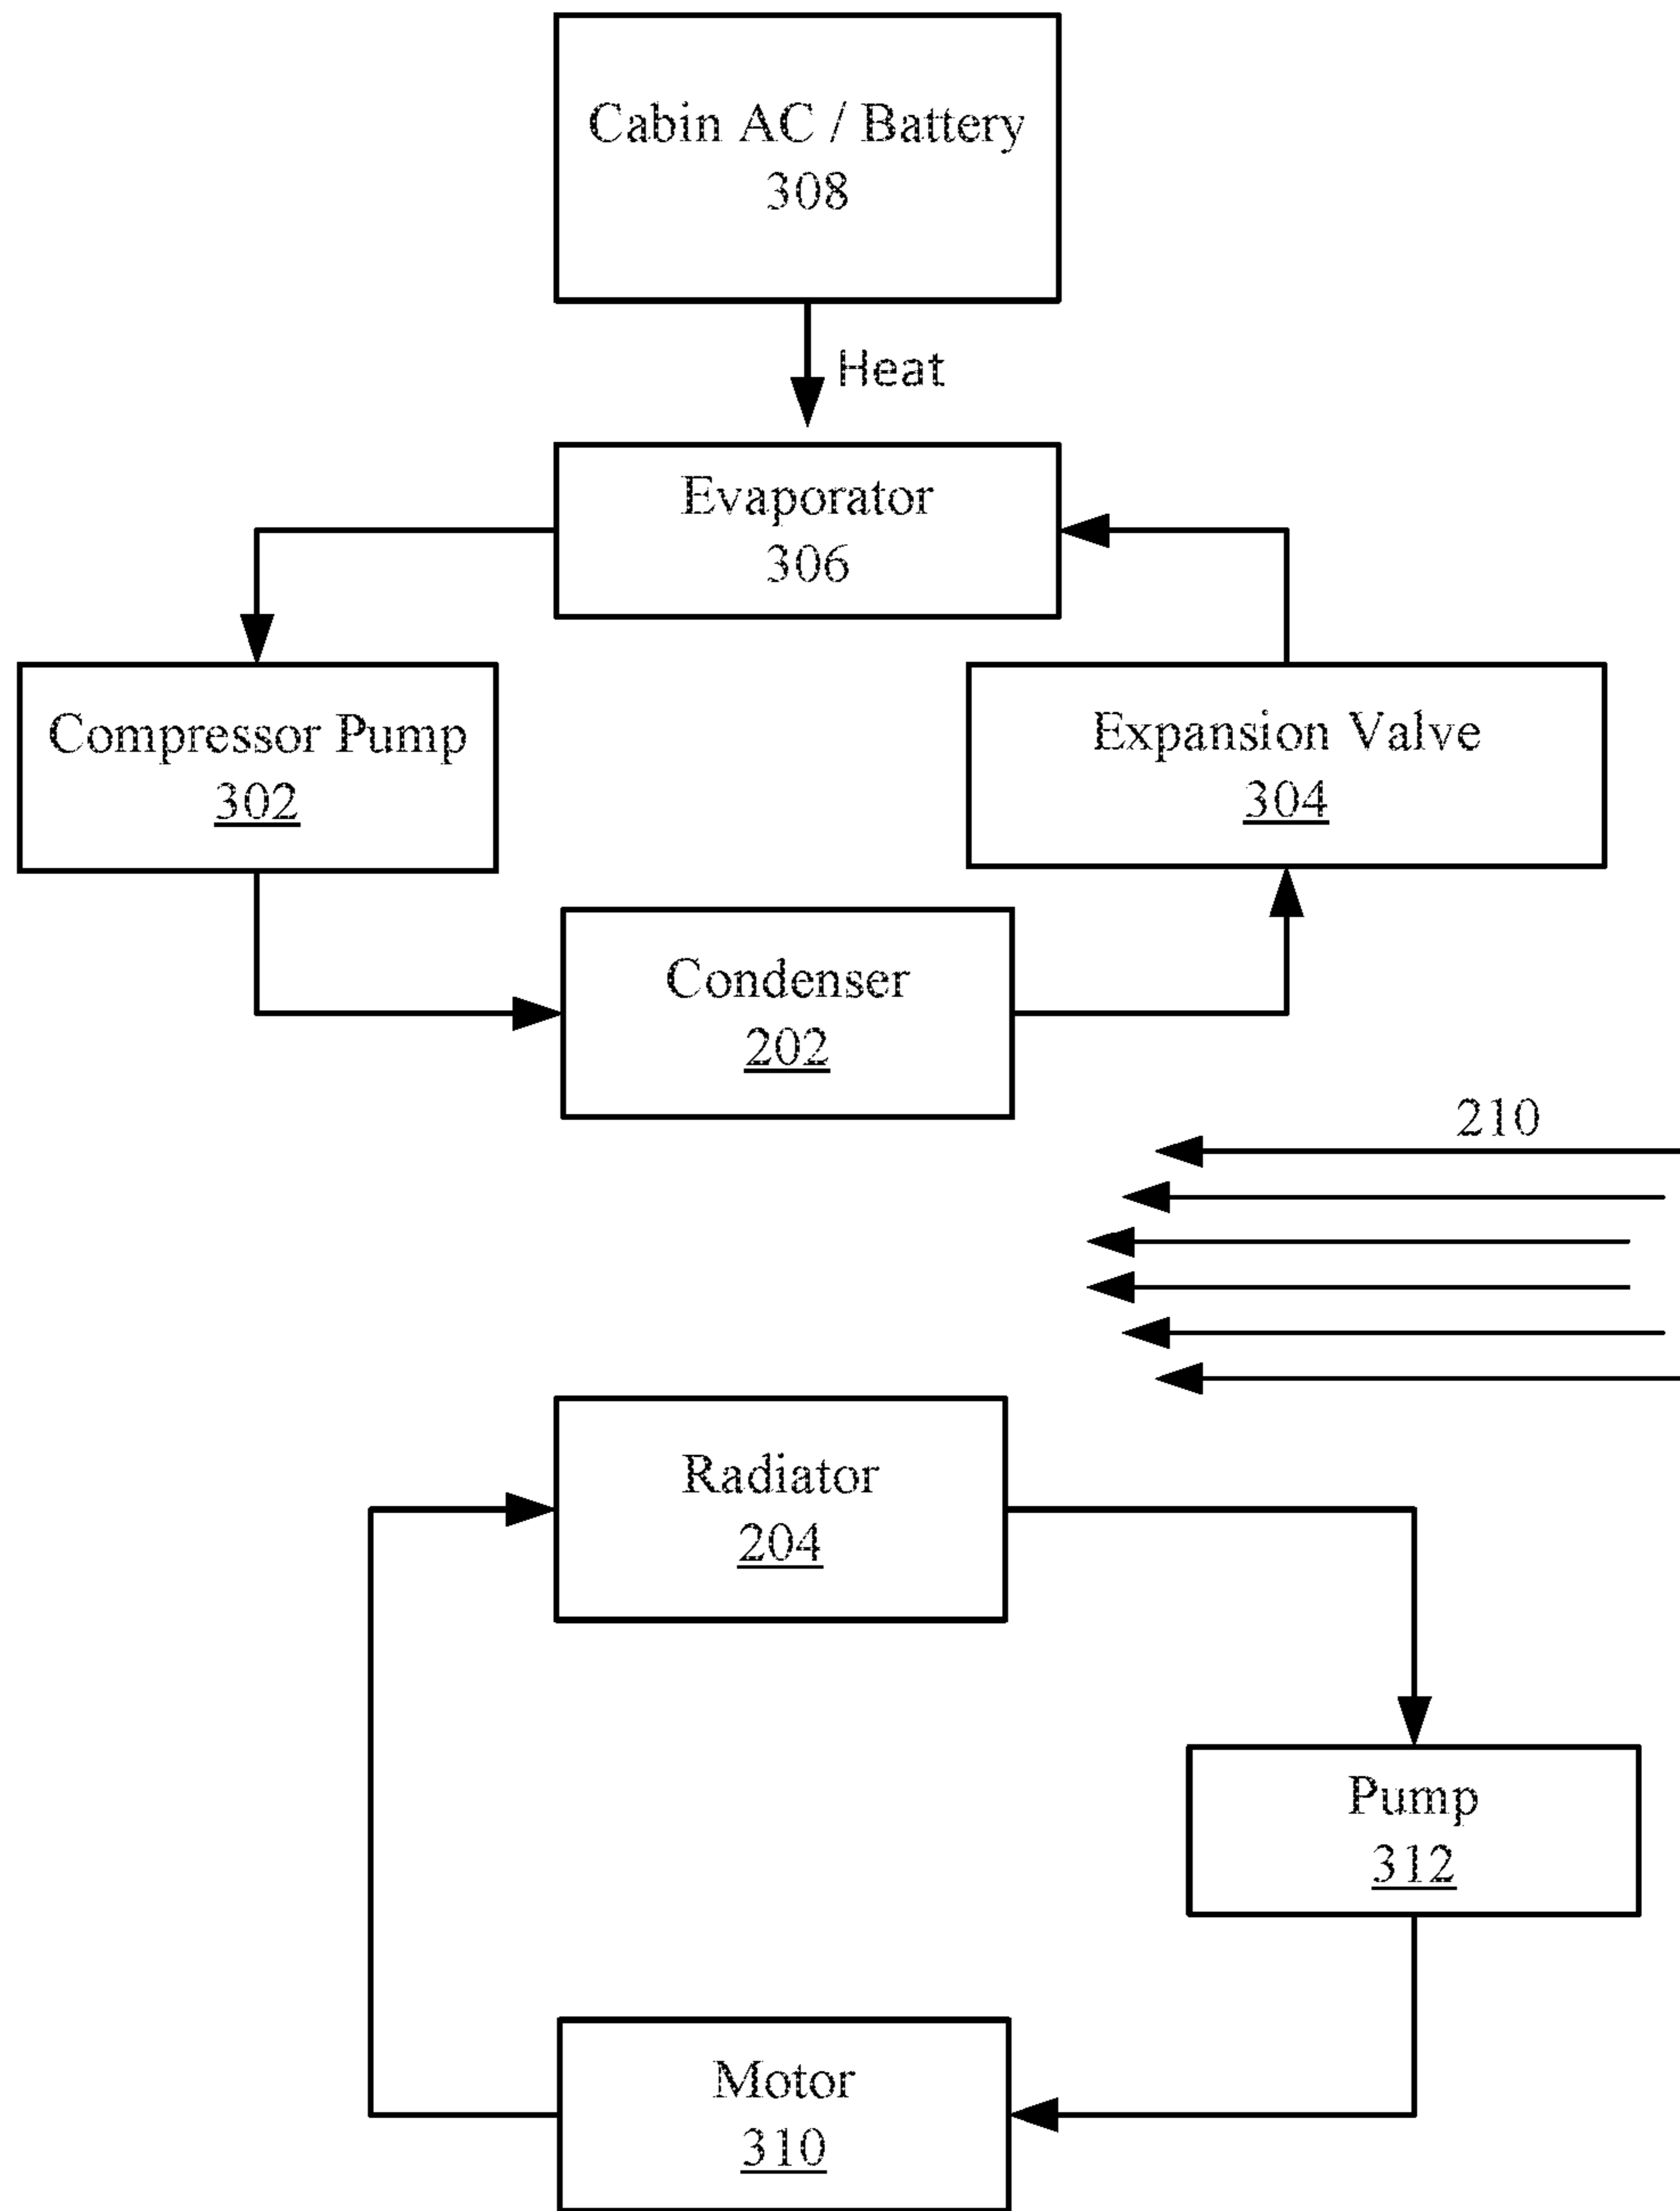 Cabin AC / Battery
308
Heat
Evaporator
306
Compressor Pump
302
Expansion Valve
304
Condenser
202
210
Radiator
204
Pump
312
Motor
310